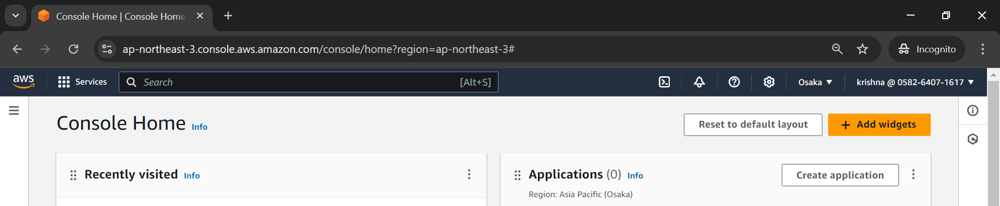 Console Home | Console Home
ap-northeast-3.console.aws.amazon.com/console/home?region=ap-northeast-3#
Incognito
aws
Services
Search
[Alt+S]
Osaka
krishna @ 0582-6407-1617
Console Home Info
Reset to default layout
Add widgets
Recently visited Info
Applications (0) Info
Create application
Region: Asia Pacific (Osaka)